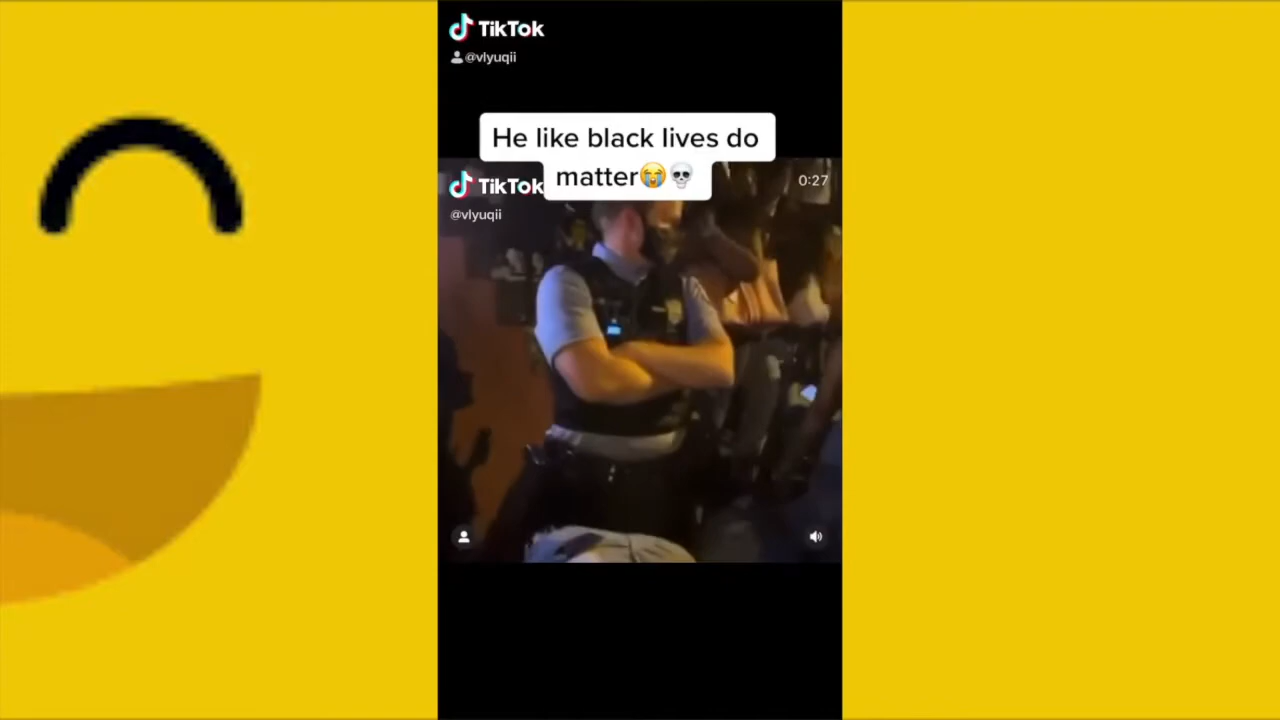 TikTok
@vlyuqii
He like black lives do
matter😭💀
TikTok
0:27
@vlyuqii